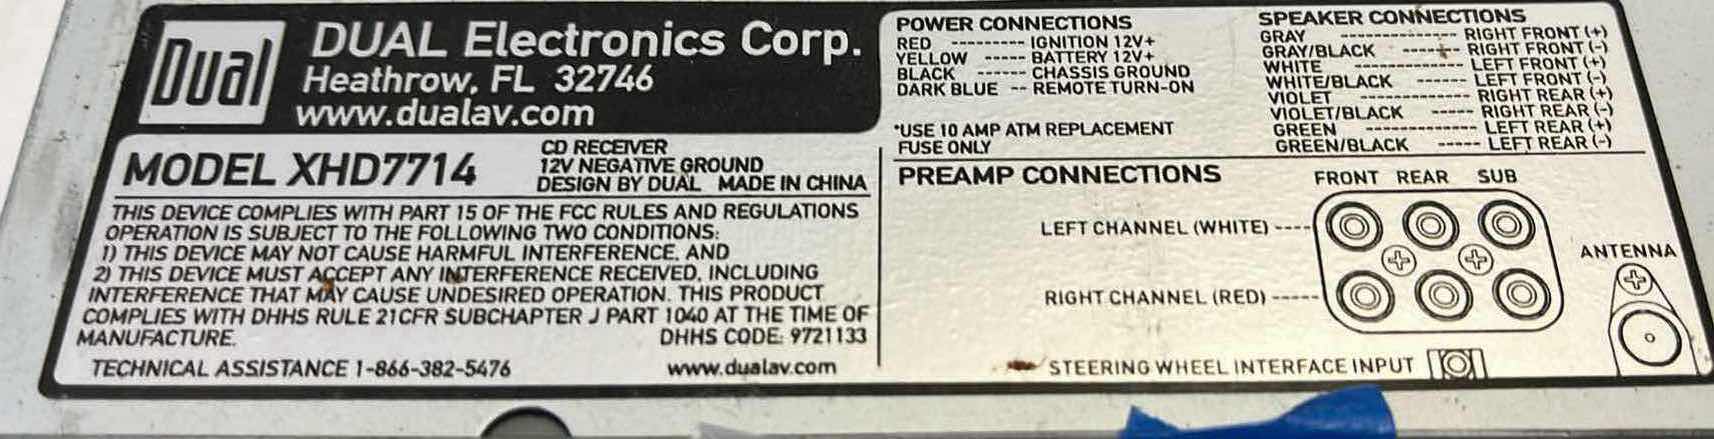 Dual
DUAL Electronics Corp.
Heathrow, FL 32746
www.dualav.com
MODEL XHD7714
CD RECEIVER
12V NEGATIVE GROUND
DESIGN BY DUAL MADE IN CHINA
THIS DEVICE COMPLIES WITH PART 15 OF THE FCC RULES AND REGULATIONS
OPERATION IS SUBJECT TO THE FOLLOWING TWO CONDITIONS:
1) THIS DEVICE MAY NOT CAUSE HARMFUL INTERFERENCE, AND
2) THIS DEVICE MUST ACCEPT ANY INTERFERENCE RECEIVED, INCLUDING
INTERFERENCE THAT MAY CAUSE UNDESIRED OPERATION. THIS PRODUCT
COMPLIES WITH DHHS RULE 21CFR SUBCHAPTER J PART 1040 AT THE TIME OF
MANUFACTURE. DHHS CODE: 9721133
TECHNICAL ASSISTANCE 1-866-382-5476 www.dualav.com
POWER CONNECTIONS
RED --------- IGNITION 12V+
YELLOW ----- BATTERY 12V+
BLACK ------ CHASSIS GROUND
DARK BLUE -- REMOTE TURN-ON
*USE 10 AMP ATM REPLACEMENT
FUSE ONLY
SPEAKER CONNECTIONS
GRAY -------------- RIGHT FRONT (+)
GRAY/BLACK ------ RIGHT FRONT (-)
WHITE -------------- LEFT FRONT (+)
WHITE/BLACK ------ LEFT FRONT (-)
VIOLET ------------- RIGHT REAR (+)
VIOLET/BLACK ----- RIGHT REAR (-)
GREEN ------------- LEFT REAR (+)
GREEN/BLACK ----- LEFT REAR (-)
PREAMP CONNECTIONS
FRONT REAR SUB
LEFT CHANNEL (WHITE) ----
RIGHT CHANNEL (RED) -----
ANTENNA
STEERING WHEEL INTERFACE INPUT